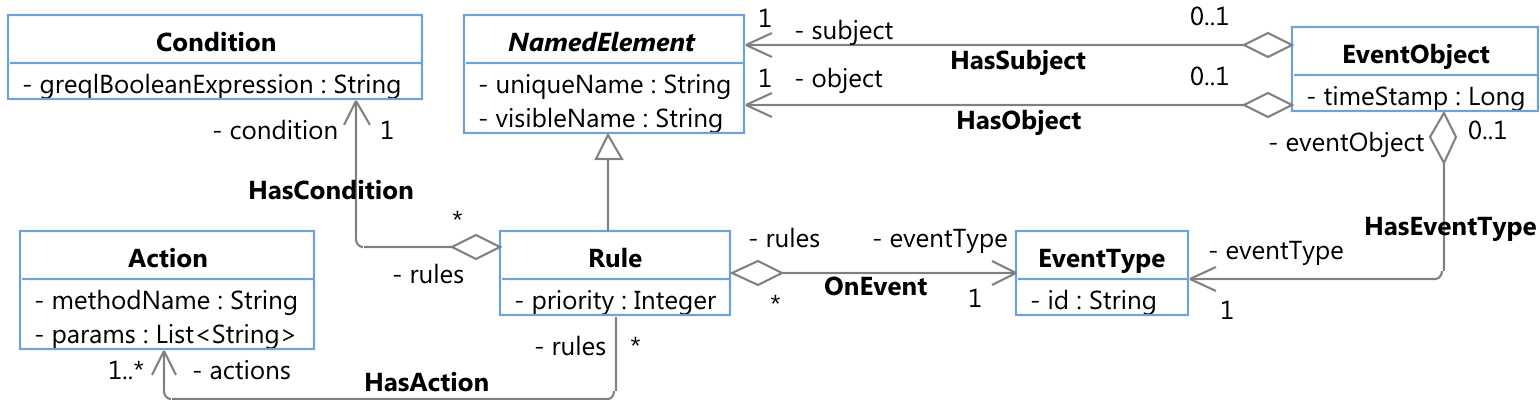 Condition
- greqlBooleanExpression : String
NamedElement
- uniqueName : String
- visibleName : String
1
- subject
HasSubject
0..1
1
- object
HasObject
0..1
EventObject
- timeStamp : Long
- condition
1
HasCondition
*
- rules
- eventObject
0..1
HasEventType
Action
- methodName : String
- params : List<String>
Rule
- priority : Integer
- rules
*
OnEvent
- eventType
1
EventType
- id : String
- eventType
1
- rules
*
1..*
- actions
HasAction